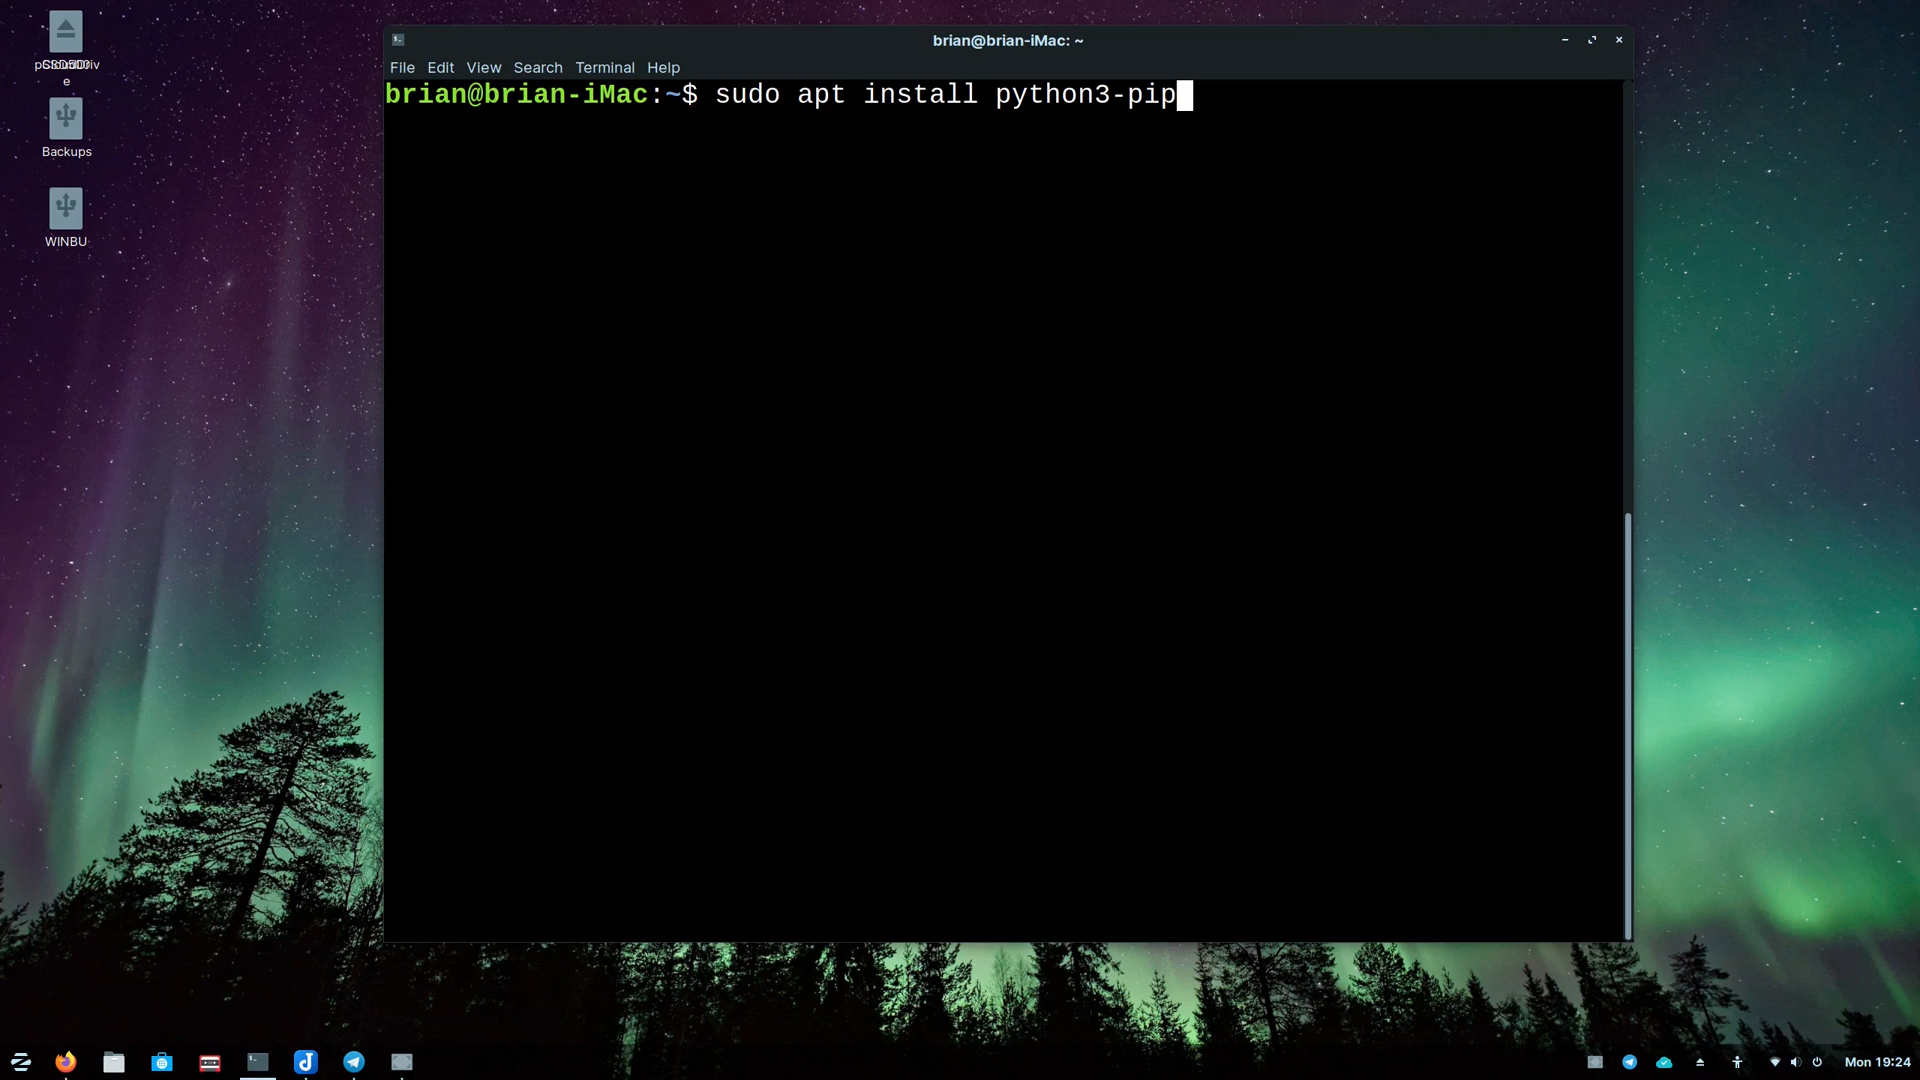 brian@brian-iMac: ~
File Edit View Search Terminal Help
brian@brian-iMac:~$ sudo apt install python3-pip
Backups
WINBU
Mon 19:24